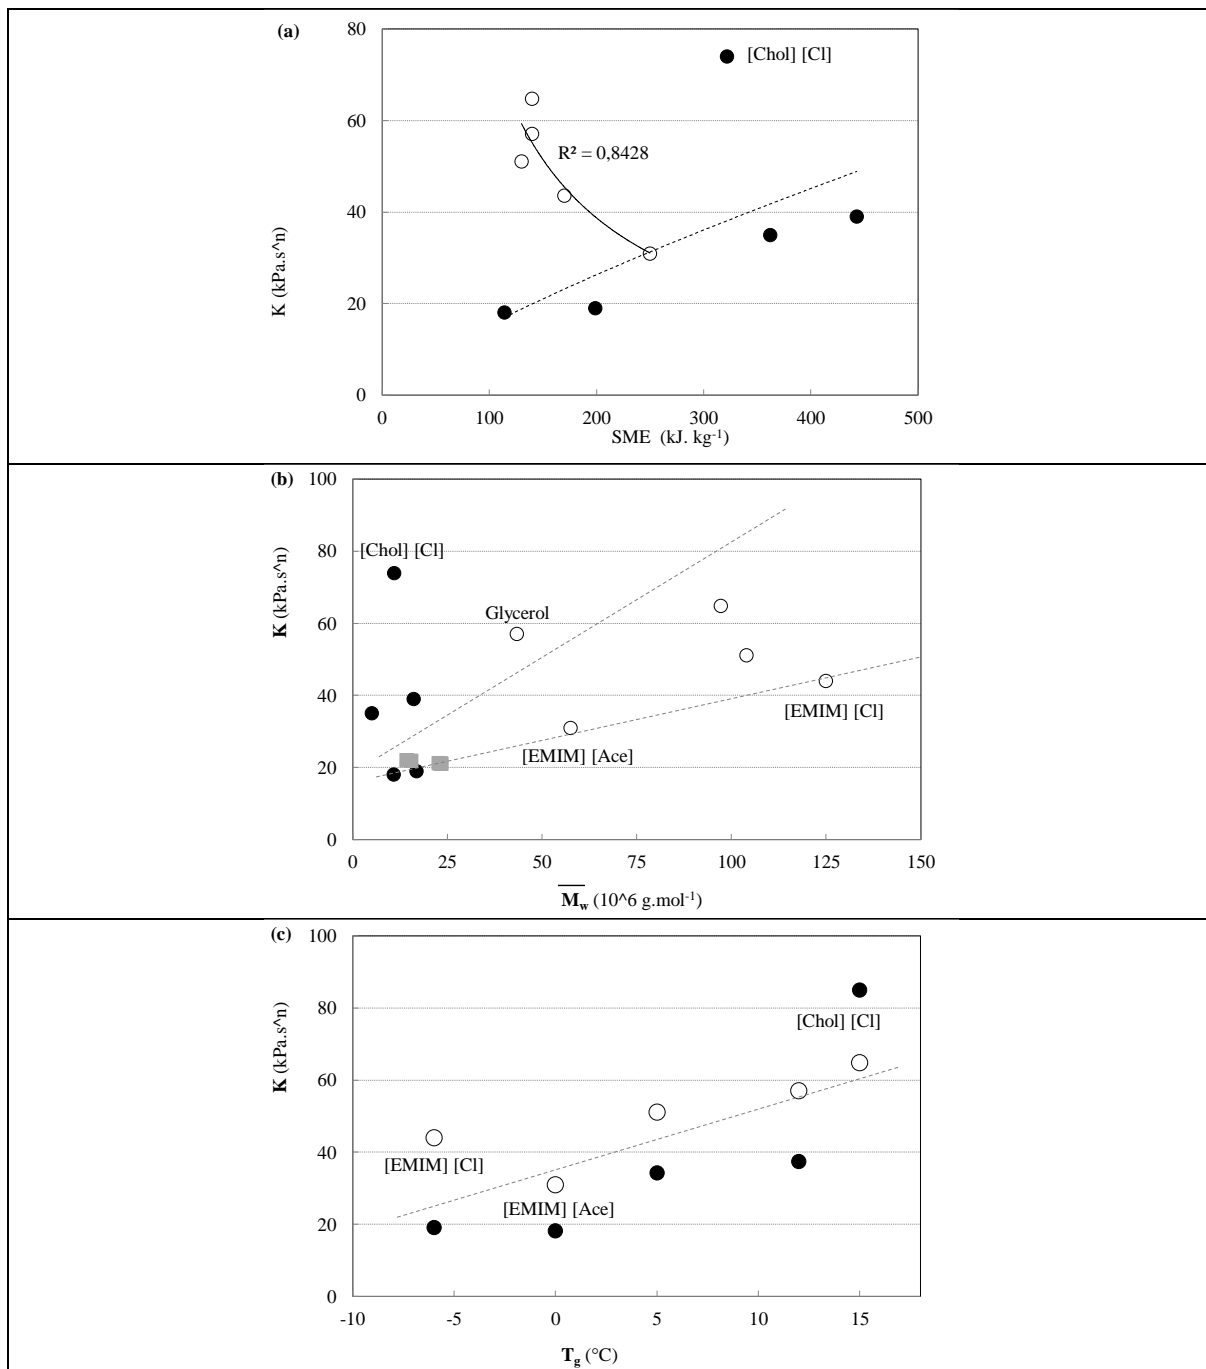 (a)
80
60
40
20
0
K (kPa.s^n)
[Chol] [Cl]
R² = 0,8428
0 100 200 300 400 500
SME (kJ. kg-1)
(b)
100
80
60
40
20
0
K (kPa.s^n)
[Chol] [Cl]
Glycerol
[EMIM] [Cl]
[EMIM] [Ace]
0 25 50 75 100 125 150
Mw (10^6 g.mol-1)
(c)
100
80
60
40
20
0
K (kPa.s^n)
[Chol] [Cl]
[EMIM] [Cl]
[EMIM] [Ace]
-10 -5 0 5 10 15
Tg (°C)